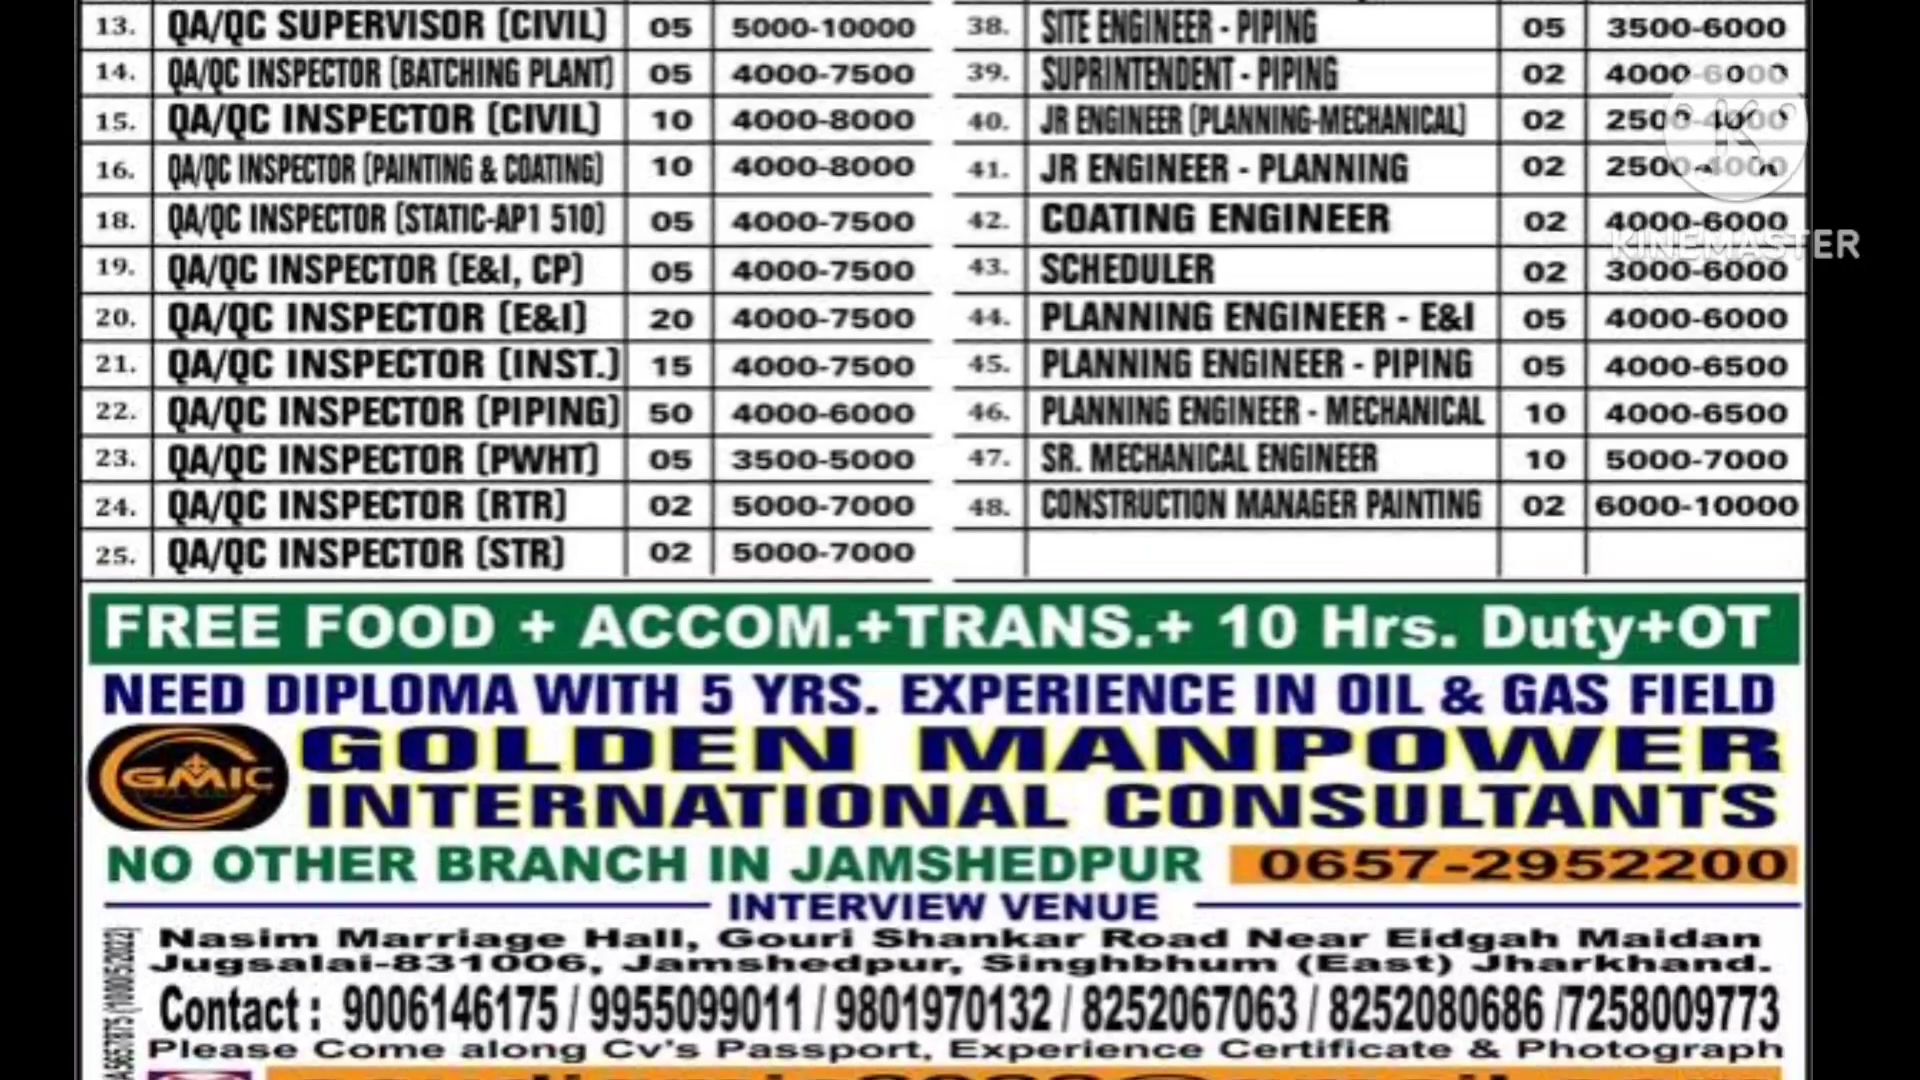 13. QA/QC SUPERVISOR (CIVIL) 05 5000-10000
14. QA/QC INSPECTOR (BATCHING PLANT) 05 4000-7500
15. QA/QC INSPECTOR (CIVIL) 10 4000-8000
16. QA/QC INSPECTOR (PAINTING & COATING) 10 4000-8000
18. QA/QC INSPECTOR (STATIC-AP1 510) 05 4000-7500
19. QA/QC INSPECTOR (E&I, CP) 05 4000-7500
20. QA/QC INSPECTOR (E&I) 20 4000-7500
21. QA/QC INSPECTOR (INST.) 15 4000-7500
22. QA/QC INSPECTOR (PIPING) 50 4000-6000
23. QA/QC INSPECTOR (PWHT) 05 3500-5000
24. QA/QC INSPECTOR (RTR) 02 5000-7000
25. QA/QC INSPECTOR (STR) 02 5000-7000
38. SITE ENGINEER - PIPING 05 3500-6000
39. SUPRINTENDENT - PIPING 02 4000-6000
40. JR ENGINEER (PLANNING-MECHANICAL) 02 2500-4000
41. JR ENGINEER - PLANNING 02 2500-4000
42. COATING ENGINEER 02 4000-6000
43. SCHEDULER 02 3000-6000
44. PLANNING ENGINEER - E&I 05 4000-6000
45. PLANNING ENGINEER - PIPING 05 4000-6500
46. PLANNING ENGINEER - MECHANICAL 10 4000-6500
47. SR. MECHANICAL ENGINEER 10 5000-7000
48. CONSTRUCTION MANAGER PAINTING 02 6000-10000
K
KINEMASTER
FREE FOOD + ACCOM.+TRANS.+ 10 Hrs. Duty+OT
NEED DIPLOMA WITH 5 YRS. EXPERIENCE IN OIL & GAS FIELD
GMIC
GOLDEN MANPOWER
INTERNATIONAL CONSULTANTS
NO OTHER BRANCH IN JAMSHEDPUR 0657-2952200
INTERVIEW VENUE
Nasim Marriage Hall, Gouri Shankar Road Near Eidgah Maidan
Jugsalai-831006, Jamshedpur, Singhbhum (East) Jharkhand.
Contact : 9006146175 / 9955099011 / 9801970132 / 8252067063 / 8252080686 /7258009773
Please Come along Cv's Passport, Experience Certificate & Photograph